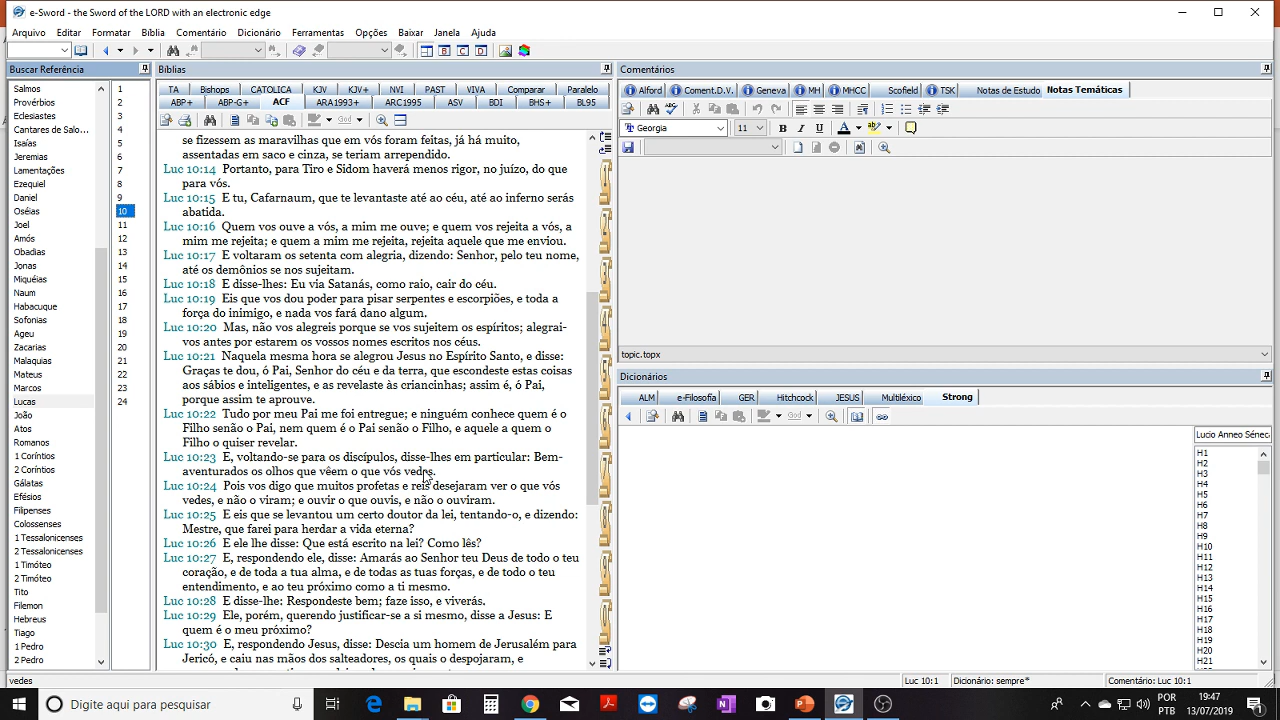 e-Sword - the Sword of the LORD with an electronic edge
Arquivo Editar Formatar Bíblia Comentário Dicionário Ferramentas Opções Baixar Janela Ajuda
B C D
Buscar Referência
Salmos
Provérbios
Eclesiastes
Cantares de Salo...
Isaías
Jeremias
Lamentações
Ezequiel
Daniel
Oséias
Joel
Amós
Obadias
Jonas
Miquéias
Naum
Habacuque
Sofonias
Ageu
Zacarias
Malaquias
Mateus
Marcos
Lucas
João
Atos
Romanos
1 Coríntios
2 Coríntios
Gálatas
Efésios
Filipenses
Colossenses
1 Tessalonicenses
2 Tessalonicenses
1 Timóteo
2 Timóteo
Tito
Filemon
Hebreus
Tiago
1 Pedro
2 Pedro
1
2
3
4
5
6
7
8
9
10
11
12
13
14
15
16
17
18
19
20
21
22
23
24
Bíblias
TA Bishops CATOLICA KJV KJV+ NVI PAST VIVA Comparar Paralelo
ABP+ ABP-G+ ACF ARA1993+ ARC1995 ASV BDI BHS+ BL95
God
se fizessem as maravilhas que em vós foram feitas, já há muito,
assentadas em saco e cinza, se teriam arrependido.
Luc 10:14 Portanto, para Tiro e Sidom haverá menos rigor, no juízo, do que
para vós.
Luc 10:15 E tu, Cafarnaum, que te levantaste até ao céu, até ao inferno serás
abatida.
Luc 10:16 Quem vos ouve a vós, a mim me ouve; e quem vos rejeita a vós, a
mim me rejeita; e quem a mim me rejeita, rejeita aquele que me enviou.
Luc 10:17 E voltaram os setenta com alegria, dizendo: Senhor, pelo teu nome,
até os demônios se nos sujeitam.
Luc 10:18 E disse-lhes: Eu via Satanás, como raio, cair do céu.
Luc 10:19 Eis que vos dou poder para pisar serpentes e escorpiões, e toda a
força do inimigo, e nada vos fará dano algum.
Luc 10:20 Mas, não vos alegreis porque se vos sujeitem os espíritos; alegrai-
vos antes por estarem os vossos nomes escritos nos céus.
Luc 10:21 Naquela mesma hora se alegrou Jesus no Espírito Santo, e disse:
Graças te dou, ó Pai, Senhor do céu e da terra, que escondeste estas coisas
aos sábios e inteligentes, e as revelaste às criancinhas; assim é, ó Pai,
porque assim te aprouve.
Luc 10:22 Tudo por meu Pai me foi entregue; e ninguém conhece quem é o
Filho senão o Pai, nem quem é o Pai senão o Filho, e aquele a quem o
Filho o quiser revelar.
Luc 10:23 E, voltando-se para os discípulos, disse-lhes em particular: Bem-
aventurados os olhos que vêem o que vós vedes.
Luc 10:24 Pois vos digo que muitos profetas e reis desejaram ver o que vós
vedes, e não o viram; e ouvir o que ouvis, e não o ouviram.
Luc 10:25 E eis que se levantou um certo doutor da lei, tentando-o, e dizendo:
Mestre, que farei para herdar a vida eterna?
Luc 10:26 E ele lhe disse: Que está escrito na lei? Como lês?
Luc 10:27 E, respondendo ele, disse: Amarás ao Senhor teu Deus de todo o teu
coração, e de toda a tua alma, e de todas as tuas forças, e de todo o teu
entendimento, e ao teu próximo como a ti mesmo.
Luc 10:28 E disse-lhe: Respondeste bem; faze isso, e viverás.
Luc 10:29 Ele, porém, querendo justificar-se a si mesmo, disse a Jesus: E
quem é o meu próximo?
Luc 10:30 E, respondendo Jesus, disse: Descia um homem de Jerusalém para
Jericó, e caiu nas mãos dos salteadores, os quais o despojaram, e
1
2
3
4
5
6
7
8
9
0
Comentários
Alford Coment.D.V. Geneva MH MHCC Scofield TSK Notas de Estudo Notas Temáticas
Georgia 11 B I U A ab
topic.topx
Dicionários
ALM e-Filosofia GER Hitchcock JESUS Multiléxico Strong
God
Lucio Anneo Sénec
H1
H2
H3
H4
H5
H6
H7
H8
H9
H10
H11
H12
H13
H14
H15
H16
H17
H18
H19
H20
H21
vedes Luc 10:1 Dicionário: sempre* Comentário: Luc 10:1
Digite aqui para pesquisar
POR 19:47
PTB 13/07/2019